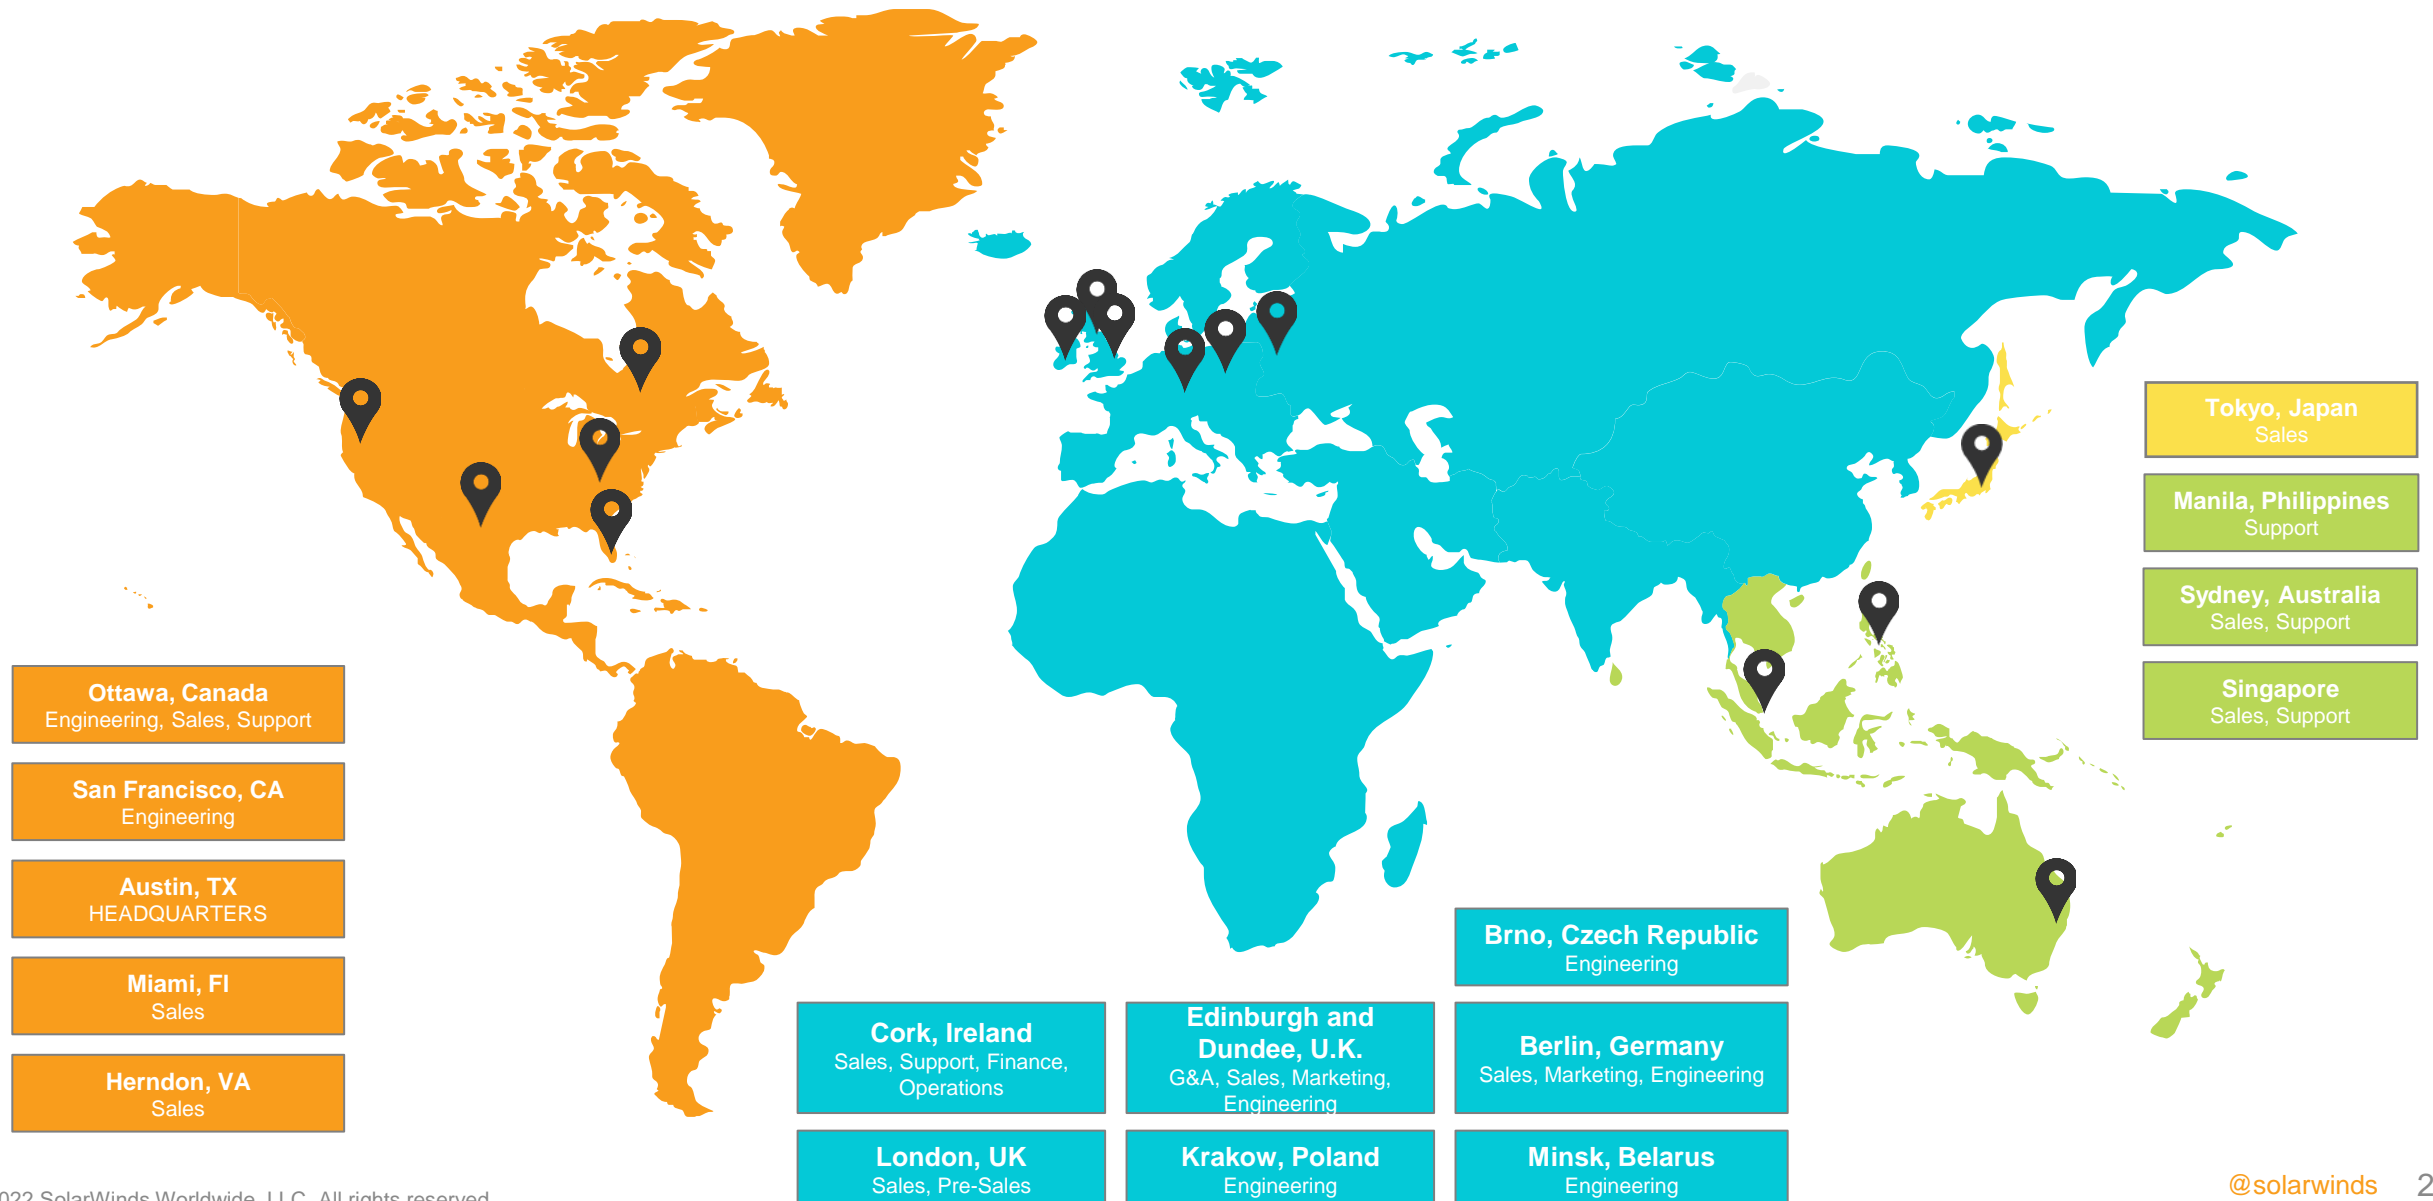 Tokyo, Japan
Sales
Manila, Philippines
Support
Sydney, Australia
Sales, Support
Singapore
Sales, Support
Ottawa, Canada
Engineering, Sales, Support
San Francisco, CA
Engineering
Austin, TX
HEADQUARTERS
Miami, Fl
Sales
Herndon, VA
Sales
Brno, Czech Republic
Engineering
Cork, Ireland
Sales, Support, Finance,
Operations
Edinburgh and
Dundee, U.K.
G&A, Sales, Marketing,
Engineering
Berlin, Germany
Sales, Marketing, Engineering
London, UK
Sales, Pre-Sales
Krakow, Poland
Engineering
Minsk, Belarus
Engineering
022 SolarWinds Worldwide, LLC. All rights reserved
@solarwinds 2